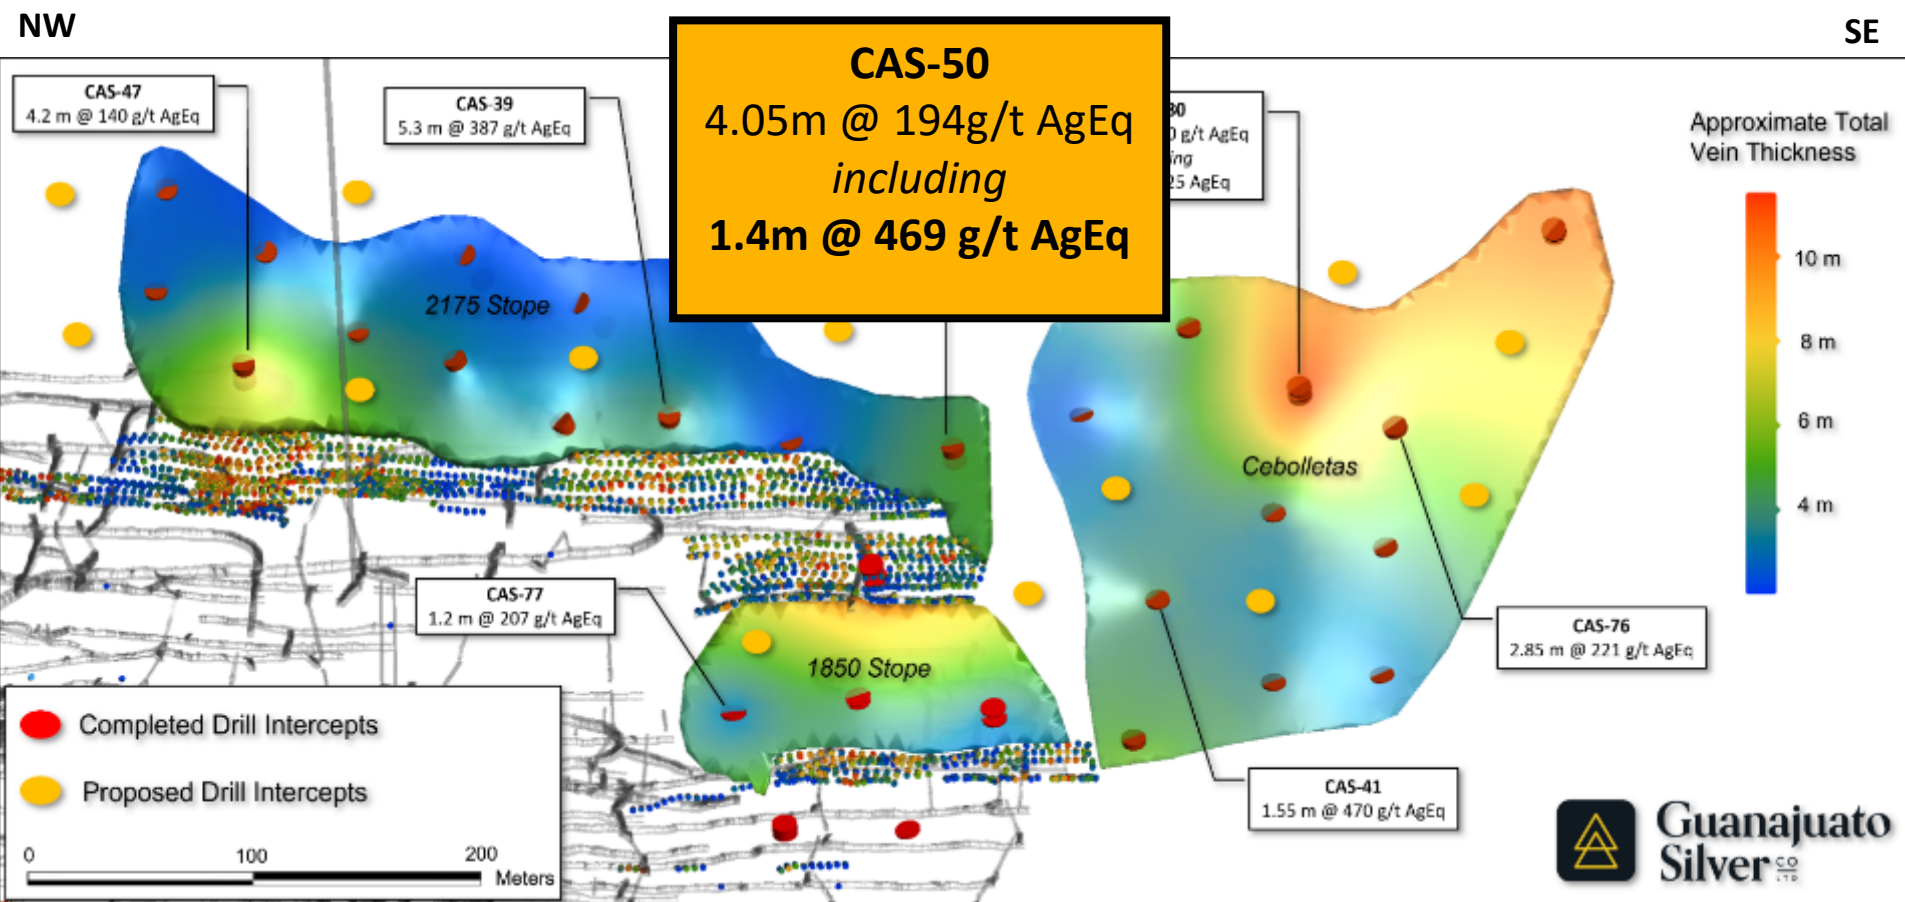 NW
SE
CAS-50
4.05m @ 194g/t AgEq
including
1.4m @ 469 g/t AgEq
CAS-47
4.2 m @ 140 g/t AgEq
CAS-39
5.3 m @ 387 g/t AgEq
g/t AgEq
AgEq
Approximate Total
Vein Thickness
10 m
8 m
6 m
4 m
2175 Stope
Cebolletas
CAS-77
1.2 m @ 207 g/t AgEq
1850 Stope
CAS-76
2.85 m @ 221 g/t AgEq
CAS-41
1.55 m @ 470 g/t AgEq
Completed Drill Intercepts
Proposed Drill Intercepts
0 100 200
Meters
Guanajuato
Silver CO
LTD